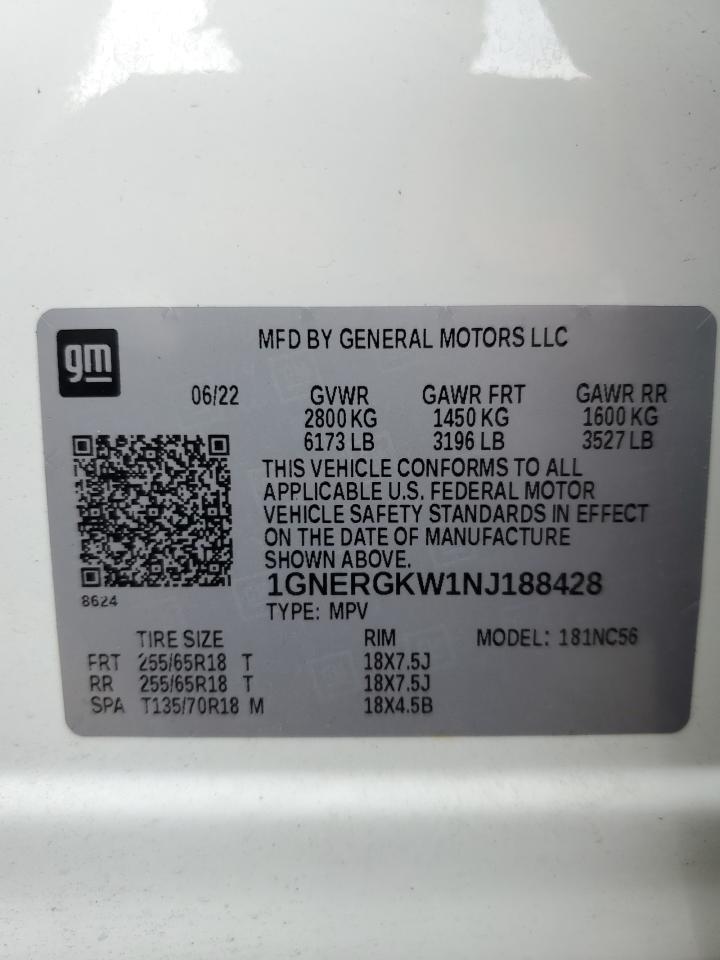 gm
MFD BY GENERAL MOTORS LLC
06/22 GVWR GAWR FRT GAWR RR
2800 KG 1450 KG 1600 KG
6173 LB 3196 LB 3527 LB
THIS VEHICLE CONFORMS TO ALL
APPLICABLE U.S. FEDERAL MOTOR
VEHICLE SAFETY STANDARDS IN EFFECT
ON THE DATE OF MANUFACTURE
SHOWN ABOVE.
1GNERGKW1NJ188428
8624
TYPE: MPV
TIRE SIZE RIM MODEL: 181NC56
FRT 255/65R18 T 18X7.5J
RR 255/65R18 T 18X7.5J
SPA T135/70R18 M 18X4.5B